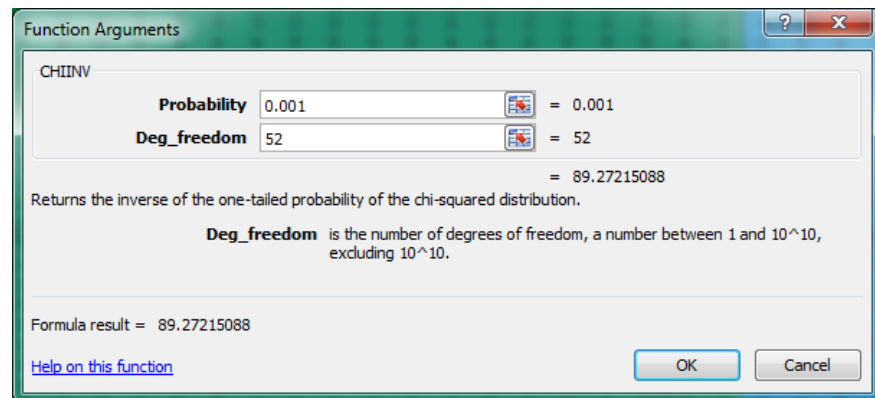 Function Arguments
? X
CHIINV
Probability 0.001 = 0.001
Deg_freedom 52 = 52
= 89.27215088
Returns the inverse of the one-tailed probability of the chi-squared distribution.
Deg_freedom is the number of degrees of freedom, a number between 1 and 10^10,
excluding 10^10.
Formula result = 89.27215088
Help on this function OK Cancel